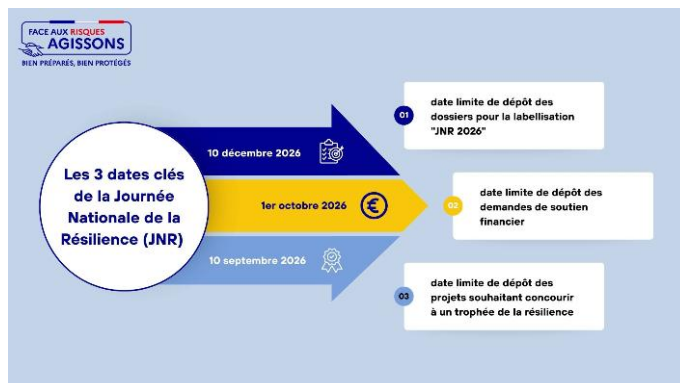 FACE AUX RISQUES
AGISSONS
BIEN PRÉPARÉS, BIEN PROTÉGÉS
Les 3 dates clés
de la Journée
Nationale de la
Résilience (JNR)
10 décembre 2026
01
date limite de dépôt des
dossiers pour la labellisation
"JNR 2026"
1er octobre 2026
€
02
date limite de dépôt des
demandes de soutien
financier
10 septembre 2026
03
date limite de dépôt des
projets souhaitant concourir
à un trophée de la résilience